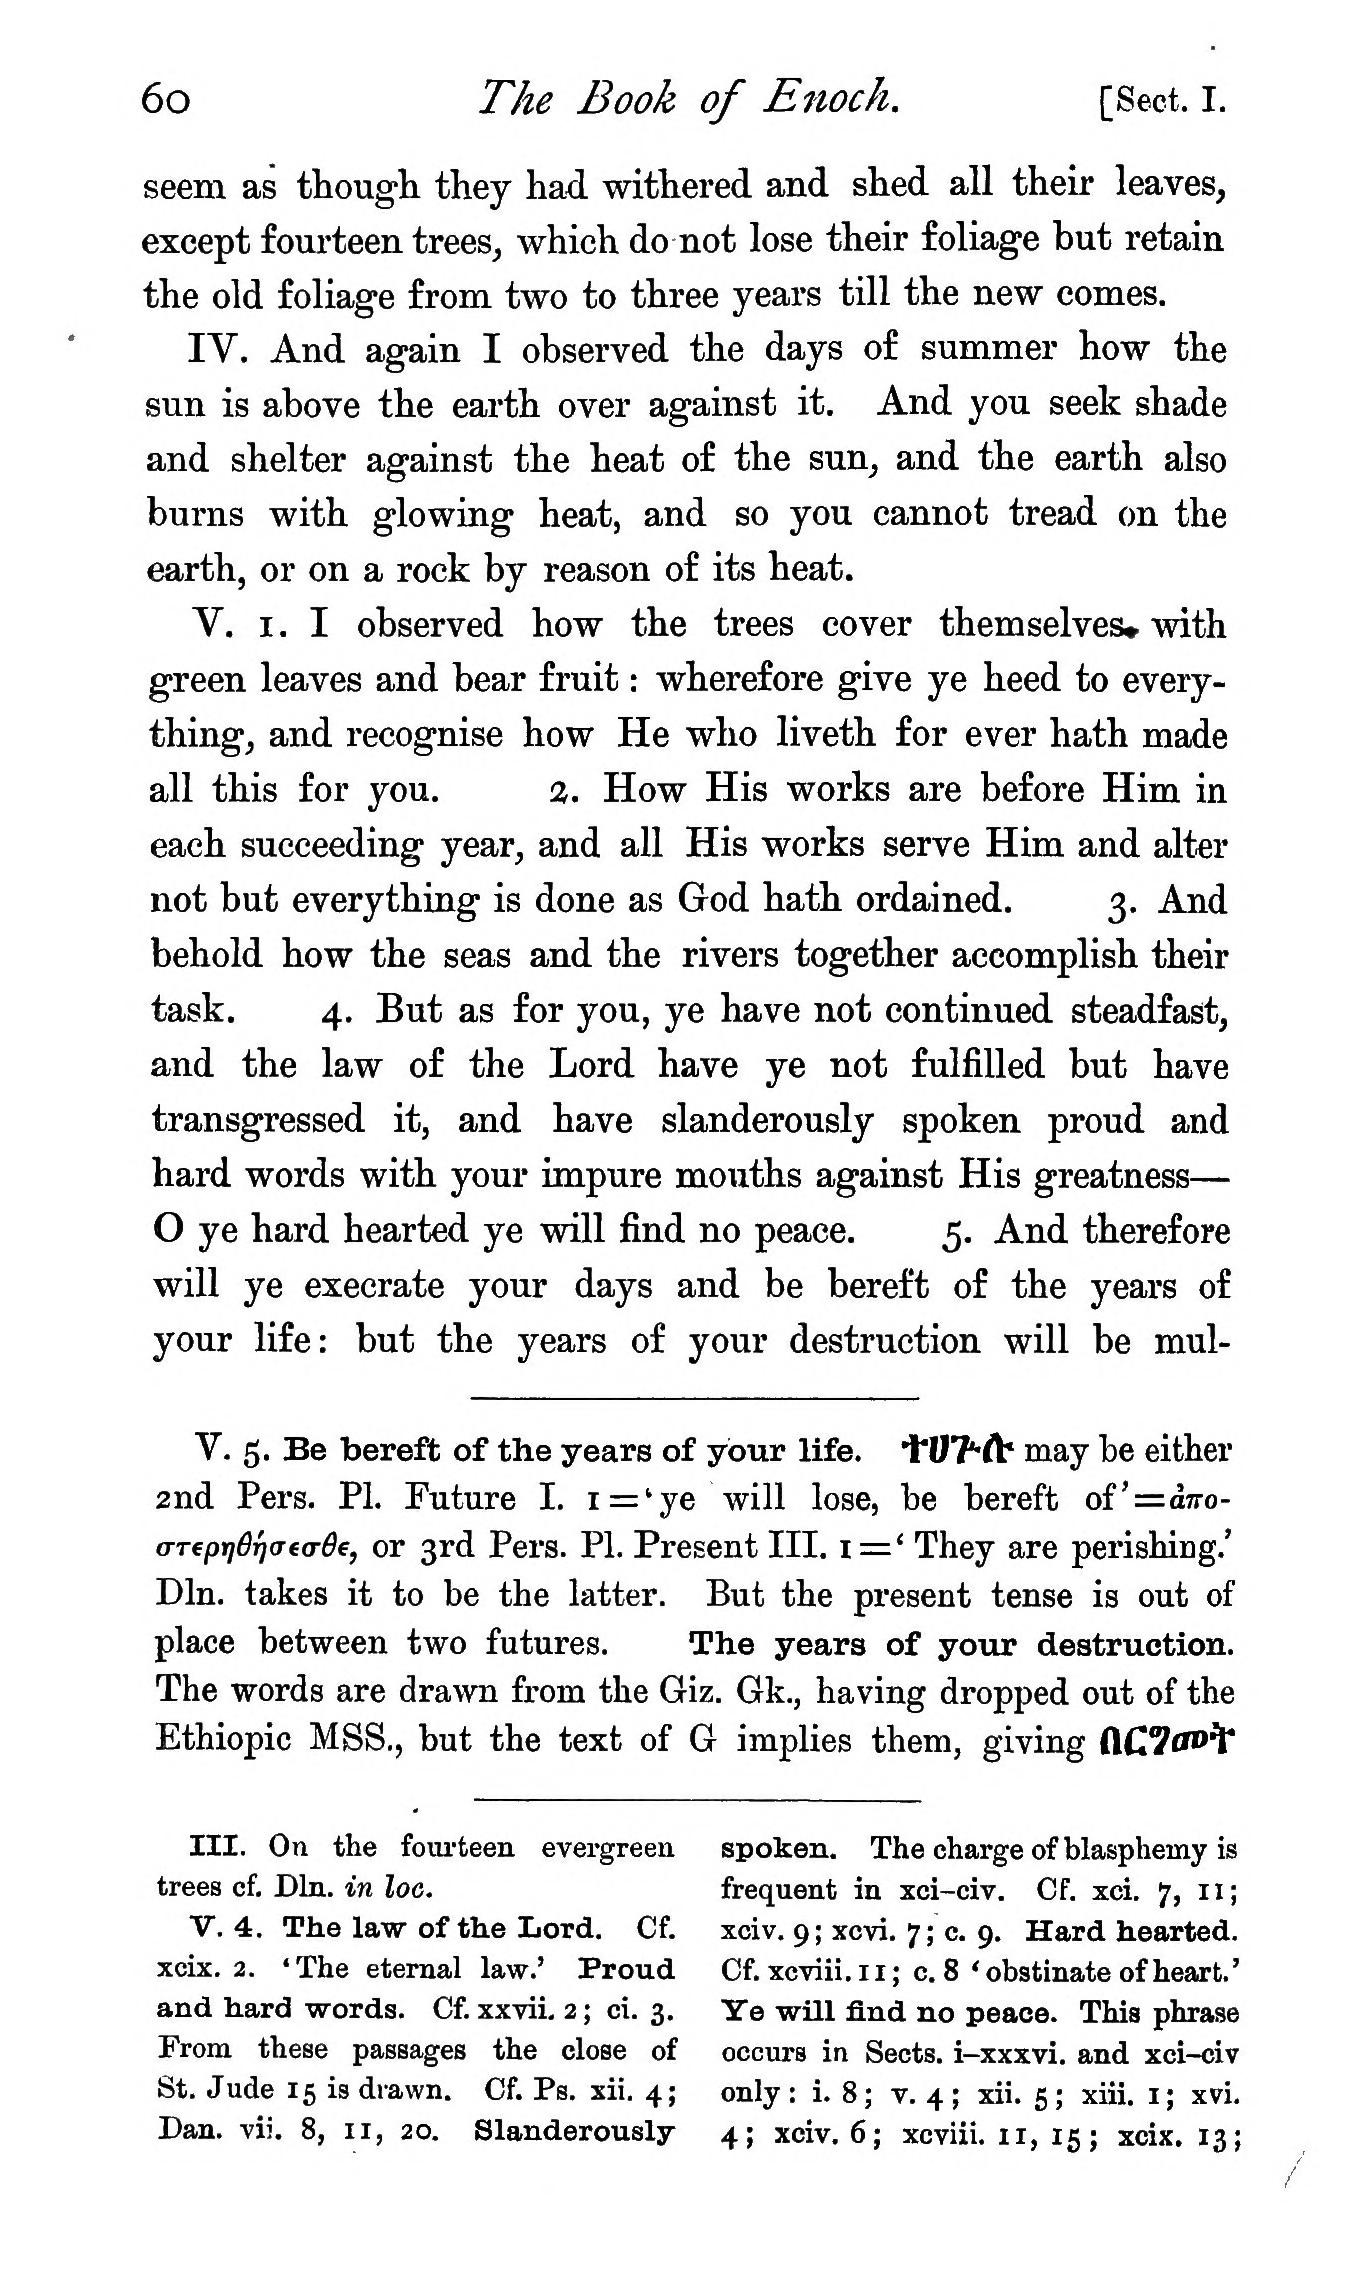 60 The Book of Enoch. [Sect. I.
seem as though they had withered and shed all their leaves,
except fourteen trees, which do not lose their foliage but retain
the old foliage from two to three years till the new comes.
IV. And again I observed the days of summer how the
sun is above the earth over against it. And you seek shade
and shelter against the heat of the sun, and the earth also
burns with glowing heat, and so you cannot tread on the
earth, or on a rock by reason of its heat.
V. 1. I observed how the trees cover themselves with
green leaves and bear fruit : wherefore give ye heed to every-
thing, and recognise how He who liveth for ever hath made
all this for you. 2. How His works are before Him in
each succeeding year, and all His works serve Him and alter
not but everything is done as God hath ordained. 3. And
behold how the seas and the rivers together accomplish their
task. 4. But as for you, ye have not continued steadfast,
and the law of the Lord have ye not fulfilled but have
transgressed it, and have slanderously spoken proud and
hard words with your impure mouths against His greatness—
O ye hard hearted ye will find no peace. 5. And therefore
will ye execrate your days and be bereft of the years of
your life: but the years of your destruction will be mul-
V. 5. Be bereft of the years of your life. ትሀጕሉ may be either
2nd Pers. Pl. Future I. 1 = 'ye will lose, be bereft of' = ἀπο-
στερηθήσεσθε, or 3rd Pers. Pl. Present III. 1 = 'They are perishing.'
Dln. takes it to be the latter. But the present tense is out of
place between two futures. The years of your destruction.
The words are drawn from the Giz. Gk., having dropped out of the
Ethiopic MSS., but the text of G implies them, giving በርግመት
III. On the fourteen evergreen
trees cf. Dln. in loc.
V. 4. The law of the Lord. Cf.
xcix. 2. 'The eternal law.' Proud
and hard words. Cf. xxvii. 2; ci. 3.
From these passages the close of
St. Jude 15 is drawn. Cf. Ps. xii. 4;
Dan. vii. 8, 11, 20. Slanderously
spoken. The charge of blasphemy is
frequent in xci–civ. Cf. xci. 7, 11;
xciv. 9; xcvi. 7; c. 9. Hard hearted.
Cf. xcviii. 11; c. 8 'obstinate of heart.'
Ye will find no peace. This phrase
occurs in Sects. i–xxxvi. and xci–civ
only: i. 8; v. 4; xii. 5; xiii. 1; xvi.
4; xciv. 6; xcviii. 11, 15; xcix. 13;